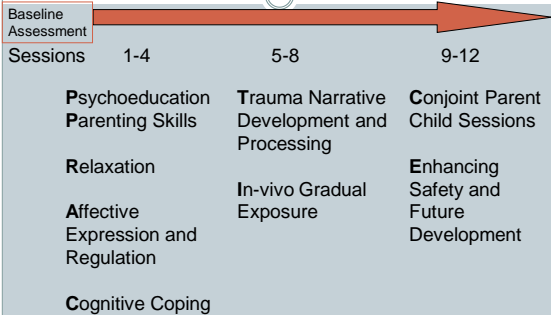 Baseline
Assessment
Sessions 1-4 5-8 9-12
Psychoeducation
Parenting Skills
Relaxation
Affective
Expression and
Regulation
Cognitive Coping
Trauma Narrative
Development and
Processing
In-vivo Gradual
Exposure
Conjoint Parent
Child Sessions
Enhancing
Safety and
Future
Development